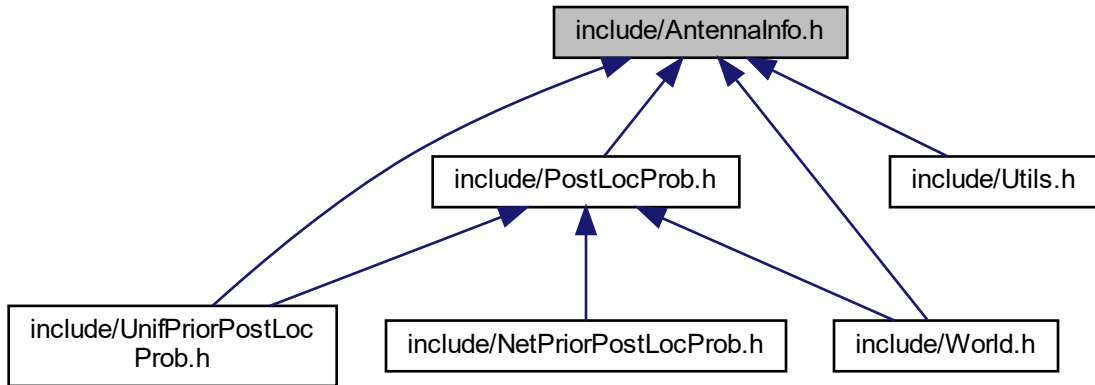 include/AntennaInfo.h
include/PostLocProb.h
include/Utils.h
include/UnifPriorPostLoc
Prob.h
include/NetPriorPostLocProb.h
include/World.h